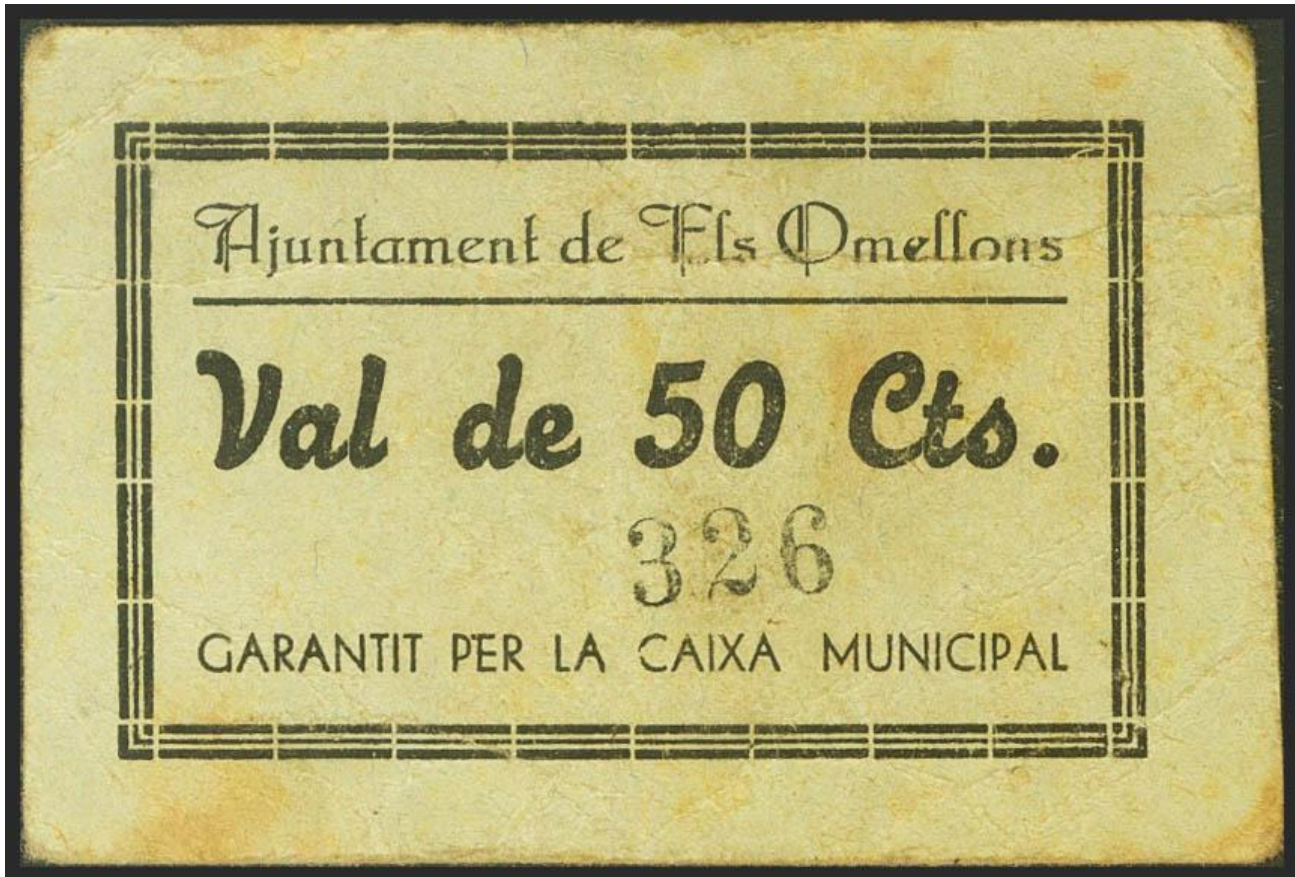 Ajuntament de Els Omellons
Val de 50 Cts.
326
GARANTIT PER LA CAIXA MUNICIPAL